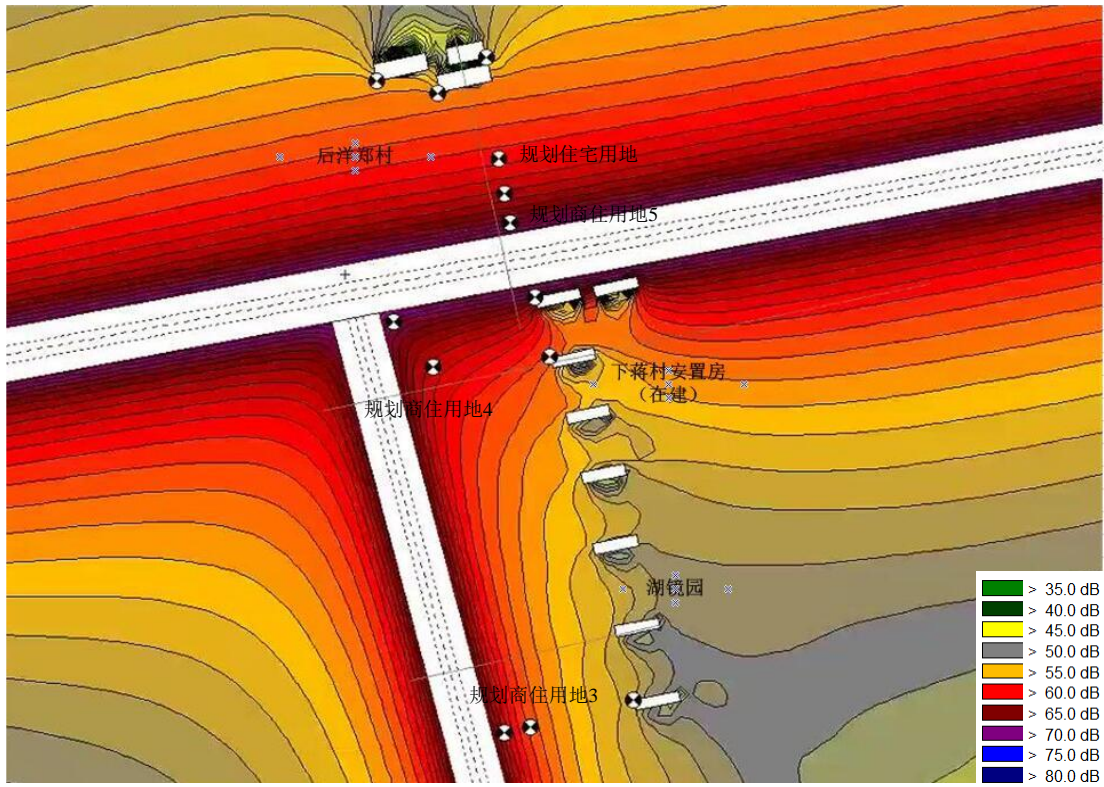 后洋郑村
规划住宅用地
规划商住用地5
下蒋村安置房
（在建）
规划商住用地4
湖镜园
规划商住用地3
> 35.0 dB
> 40.0 dB
> 45.0 dB
> 50.0 dB
> 55.0 dB
> 60.0 dB
> 65.0 dB
> 70.0 dB
> 75.0 dB
> 80.0 dB